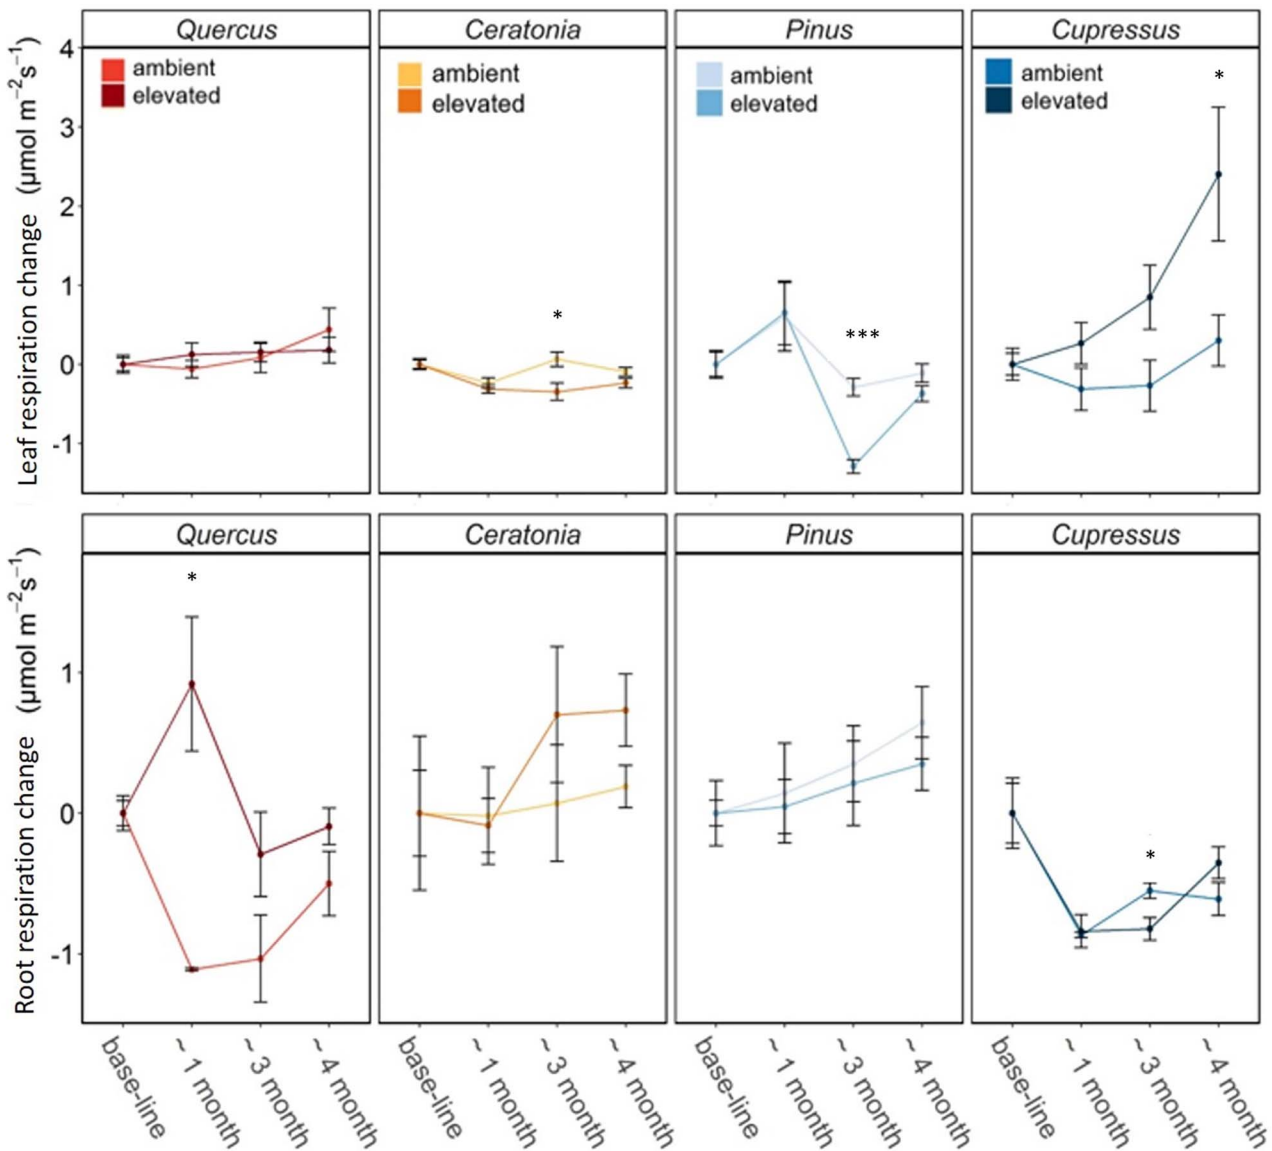 Quercus
Ceratonia
Pinus
Cupressus
Leaf respiration change (µmol m⁻²s⁻¹)
4
3
2
1
0
-1
ambient
elevated
ambient
elevated
*
ambient
elevated
***
ambient
elevated
*
Quercus
Ceratonia
Pinus
Cupressus
Root respiration change (µmol m⁻²s⁻¹)
1
0
-1
*
*
base-line
~ 1 month
~ 3 month
~ 4 month
base-line
~ 1 month
~ 3 month
~ 4 month
base-line
~ 1 month
~ 3 month
~ 4 month
base-line
~ 1 month
~ 3 month
~ 4 month